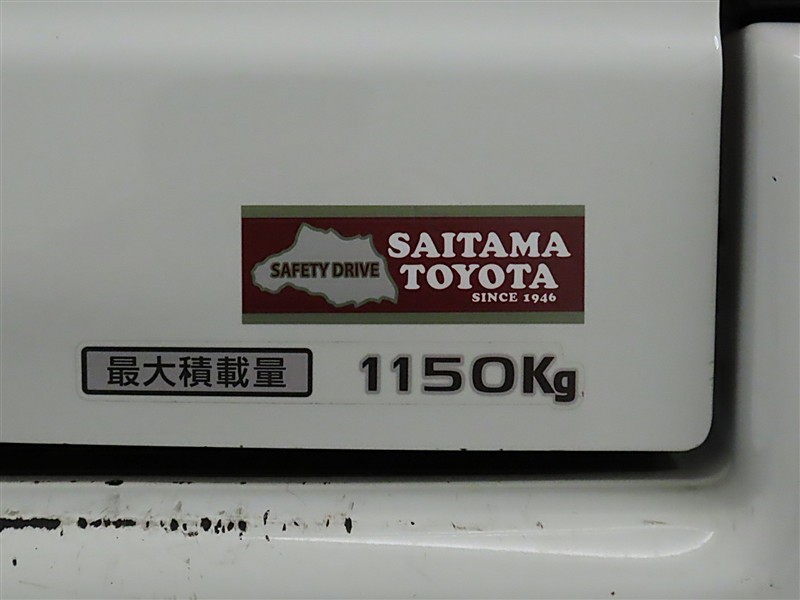 SAFETY DRIVE
SAITAMA
TOYOTA
SINCE 1946
最大積載量 1150Kg